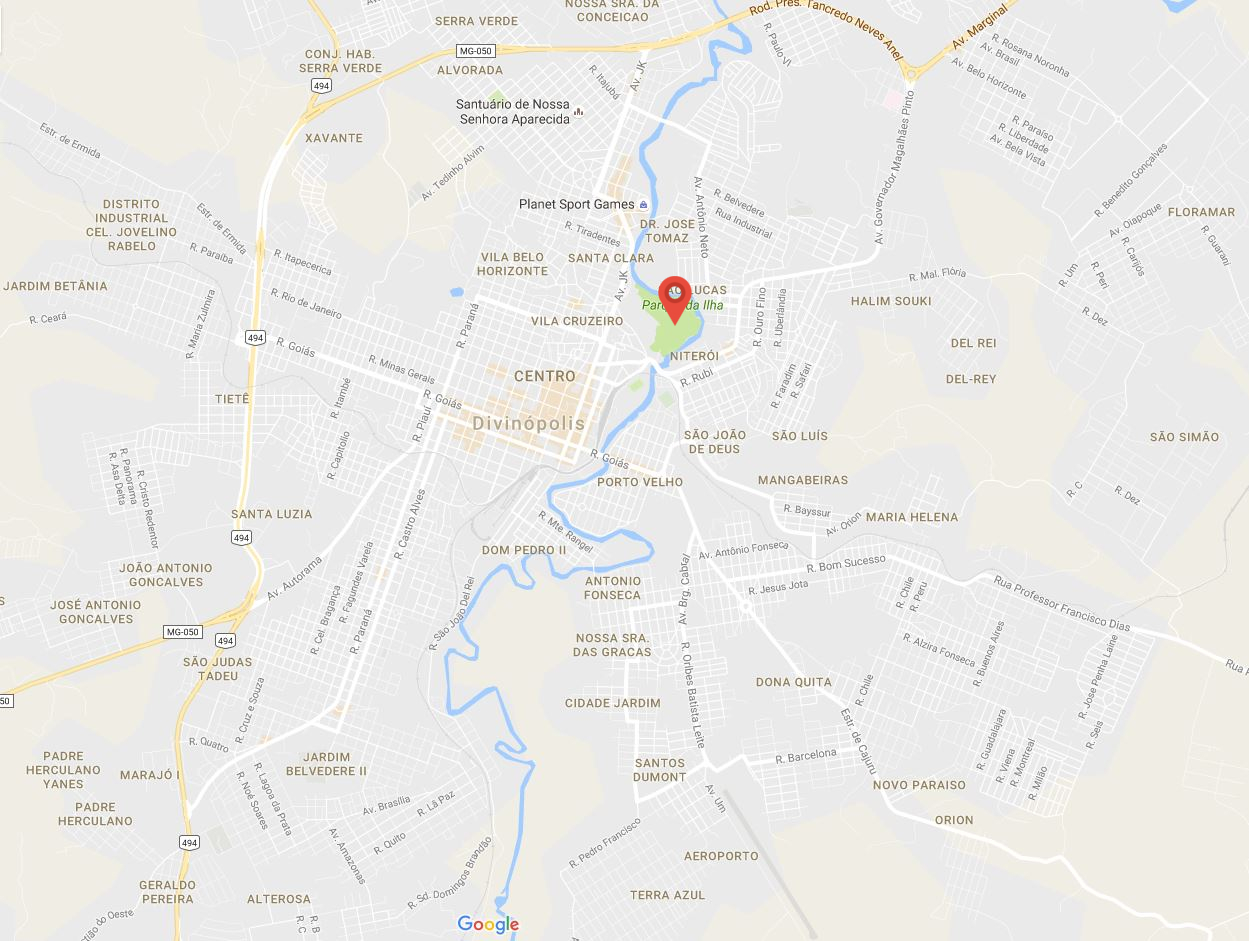 NOSSA SRA. DA
CONCEICAO
SERRA VERDE
Rod. Pres. Tancredo Neves Anel
Av. Marginal
R. Paulo VI
R. Rosana Noronha
Av. Brasil
MG-050
CONJ. HAB.
SERRA VERDE
ALVORADA
R. Itajubá
Av. JK
Av. Belo Horizonte
494
Santuário de Nossa
Senhora Aparecida
R. Paraíso
R. Liberdade
Av. Bela Vista
XAVANTE
Estr. de Ermida
Av. Tedinho Alvim
Av. Governador Magalhães Pinto
R. Benedito Gonçalves
DISTRITO
INDUSTRIAL
CEL. JOVELINO
RABELO
Estr. de Ermida
R. Paraíba
Planet Sport Games
Av. Antônio Neto
R. Belvedere
Rua Industrial
Av. Oiapoque
FLORAMAR
R. Guarani
R. Carijós
R. Tiradentes
DR. JOSE
TOMAZ
R. Itapecerica
VILA BELO
HORIZONTE
SANTA CLARA
R. Um
R. Peri
R. Mal. Flória
JARDIM BETÂNIA
R. Rio de Janeiro
Av. JK
LUCAS
Parque da Ilha
HALIM SOUKI
R. Ceará
R. Maria Zulmira
R. Paraná
VILA CRUZEIRO
R. Ouro Fino
R. Uberlândia
R. Dez
494
R. Goiás
R. Minas Gerais
NITERÓI
DEL REI
CENTRO
R. Rubi
R. Faradim
R. Safari
DEL-REY
TIETÊ
R. Itambé
R. Goiás
R. Piauí
Divinópolis
SÃO JOÃO
DE DEUS
SÃO LUÍS
SÃO SIMÃO
R. Capitolio
R. Panorama
R. Asa Delta
R. Cristo Redentor
R. Goiás
PORTO VELHO
MANGABEIRAS
R. C
R. Dez
SANTA LUZIA
R. Castro Alves
R. Mte. Rangel
R. Bayssur
Av. Orion
MARIA HELENA
494
DOM PEDRO II
Av. Antônio Fonseca
R. Bom Sucesso
JOÃO ANTONIO
GONCALVES
Av. Autorama
R. Fagundes Varela
ANTONIO
FONSECA
Av. Brg. Cabral
R. Jesus Jota
R. Chile
R. Peru
Rua Professor Francisco Dias
JOSÉ ANTONIO
GONCALVES
R. Cel. Bragança
R. Paraná
R. São João Del Rei
MG-050
494
NOSSA SRA.
DAS GRACAS
R. Alzira Fonseca
R. Buenos Aires
R. Jose Penha Laine
SÃO JUDAS
TADEU
R. Oribes Batista Leite
DONA QUITA
R. Chile
50
R. Cruz e Souza
CIDADE JARDIM
R. Seis
R. Quatro
Estr. de Cajuru
R. Guadalajara
R. Viena
R. Montreal
R. Milão
PADRE
HERCULANO
YANES
MARAJÓ I
JARDIM
BELVEDERE II
SANTOS
DUMONT
R. Barcelona
R. Lagoa da Prata
R. Noé Soares
NOVO PARAISO
PADRE
HERCULANO
Av. Brasília
R. Lã Paz
Av. Um
ORION
494
Av. Amazonas
R. Quito
R. Pedro Francisco
AEROPORTO
GERALDO
PEREIRA
ALTEROSA
R. Sd. Domingos Brandão
TERRA AZUL
R. B
R. C
Google